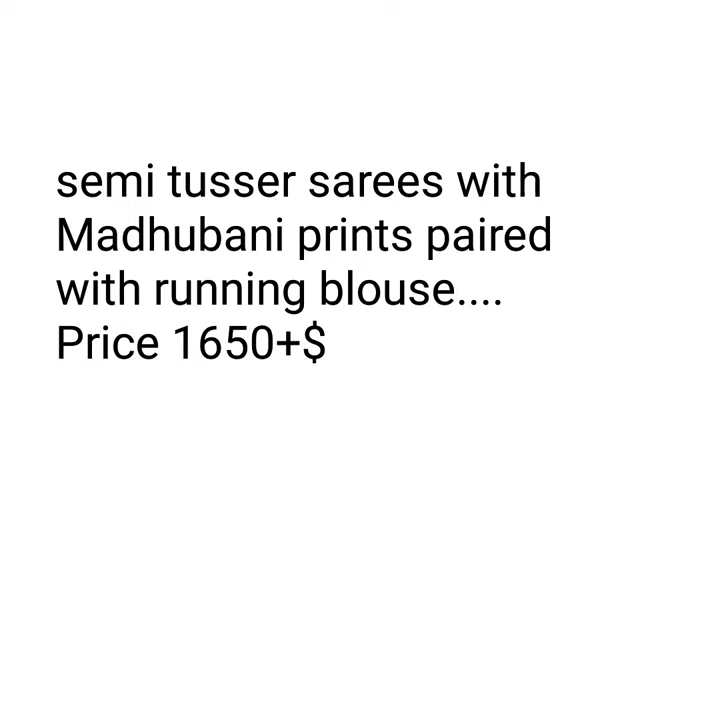 semi tusser sarees with
Madhubani prints paired
with running blouse....
Price 1650+$